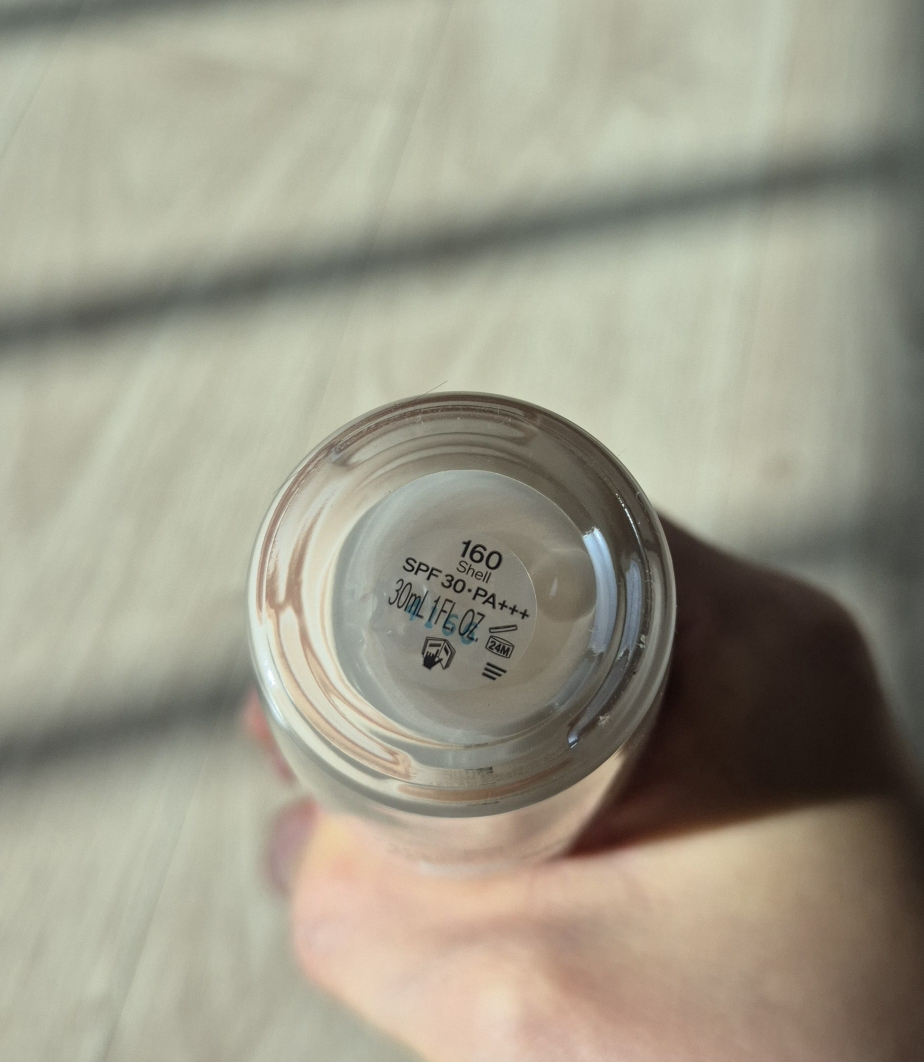 160
Shell
SPF 30·PA+++
30mL 1FL OZ
24M